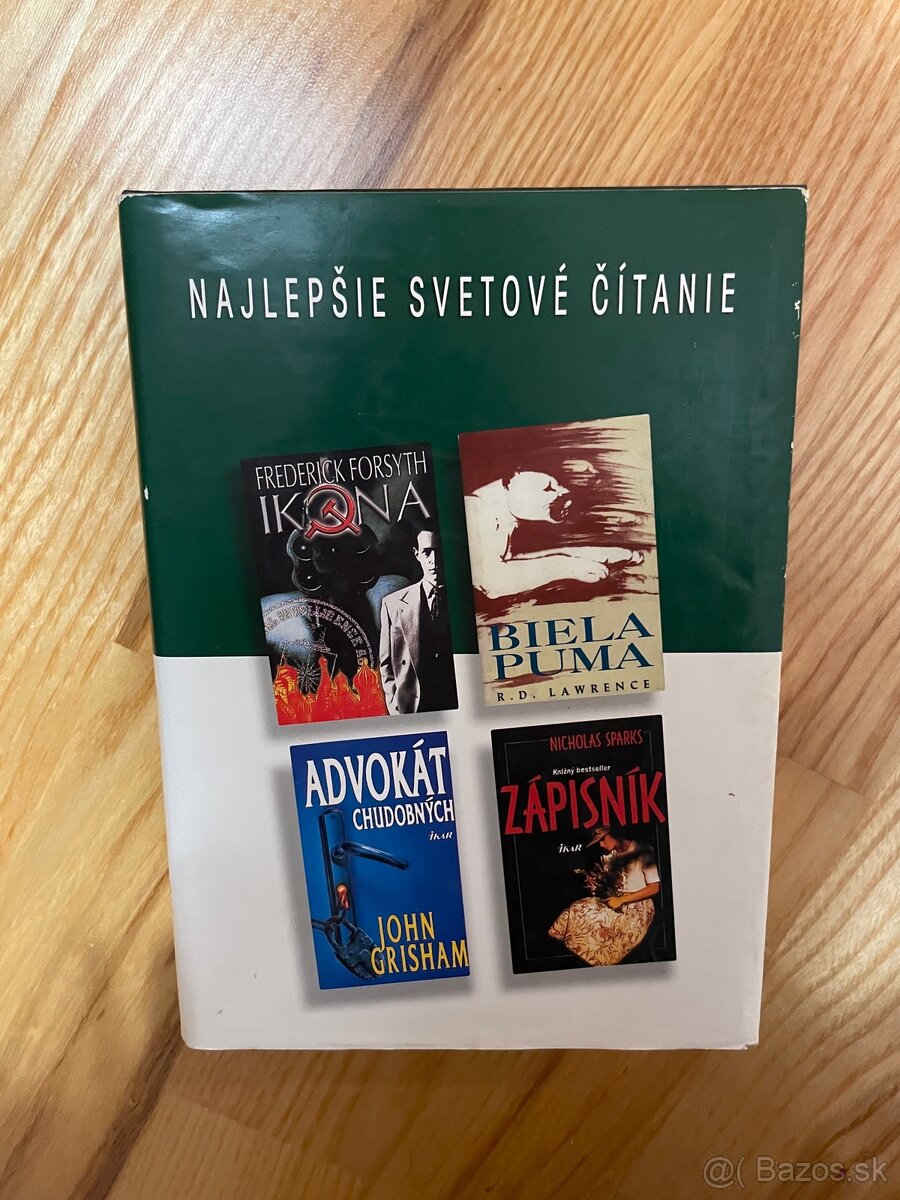 NAJLEPŠIE SVETOVÉ ČÍTANIE
FREDERICK FORSYTH
IKONA
BIELA
PUMA
R.D. LAWRENCE
ADVOKÁT
CHUDOBNÝCH
IKAR
JOHN
GRISHAM
NICHOLAS SPARKS
Knižný bestseller
ZÁPISNÍK
IKAR
@( Bazos.sk